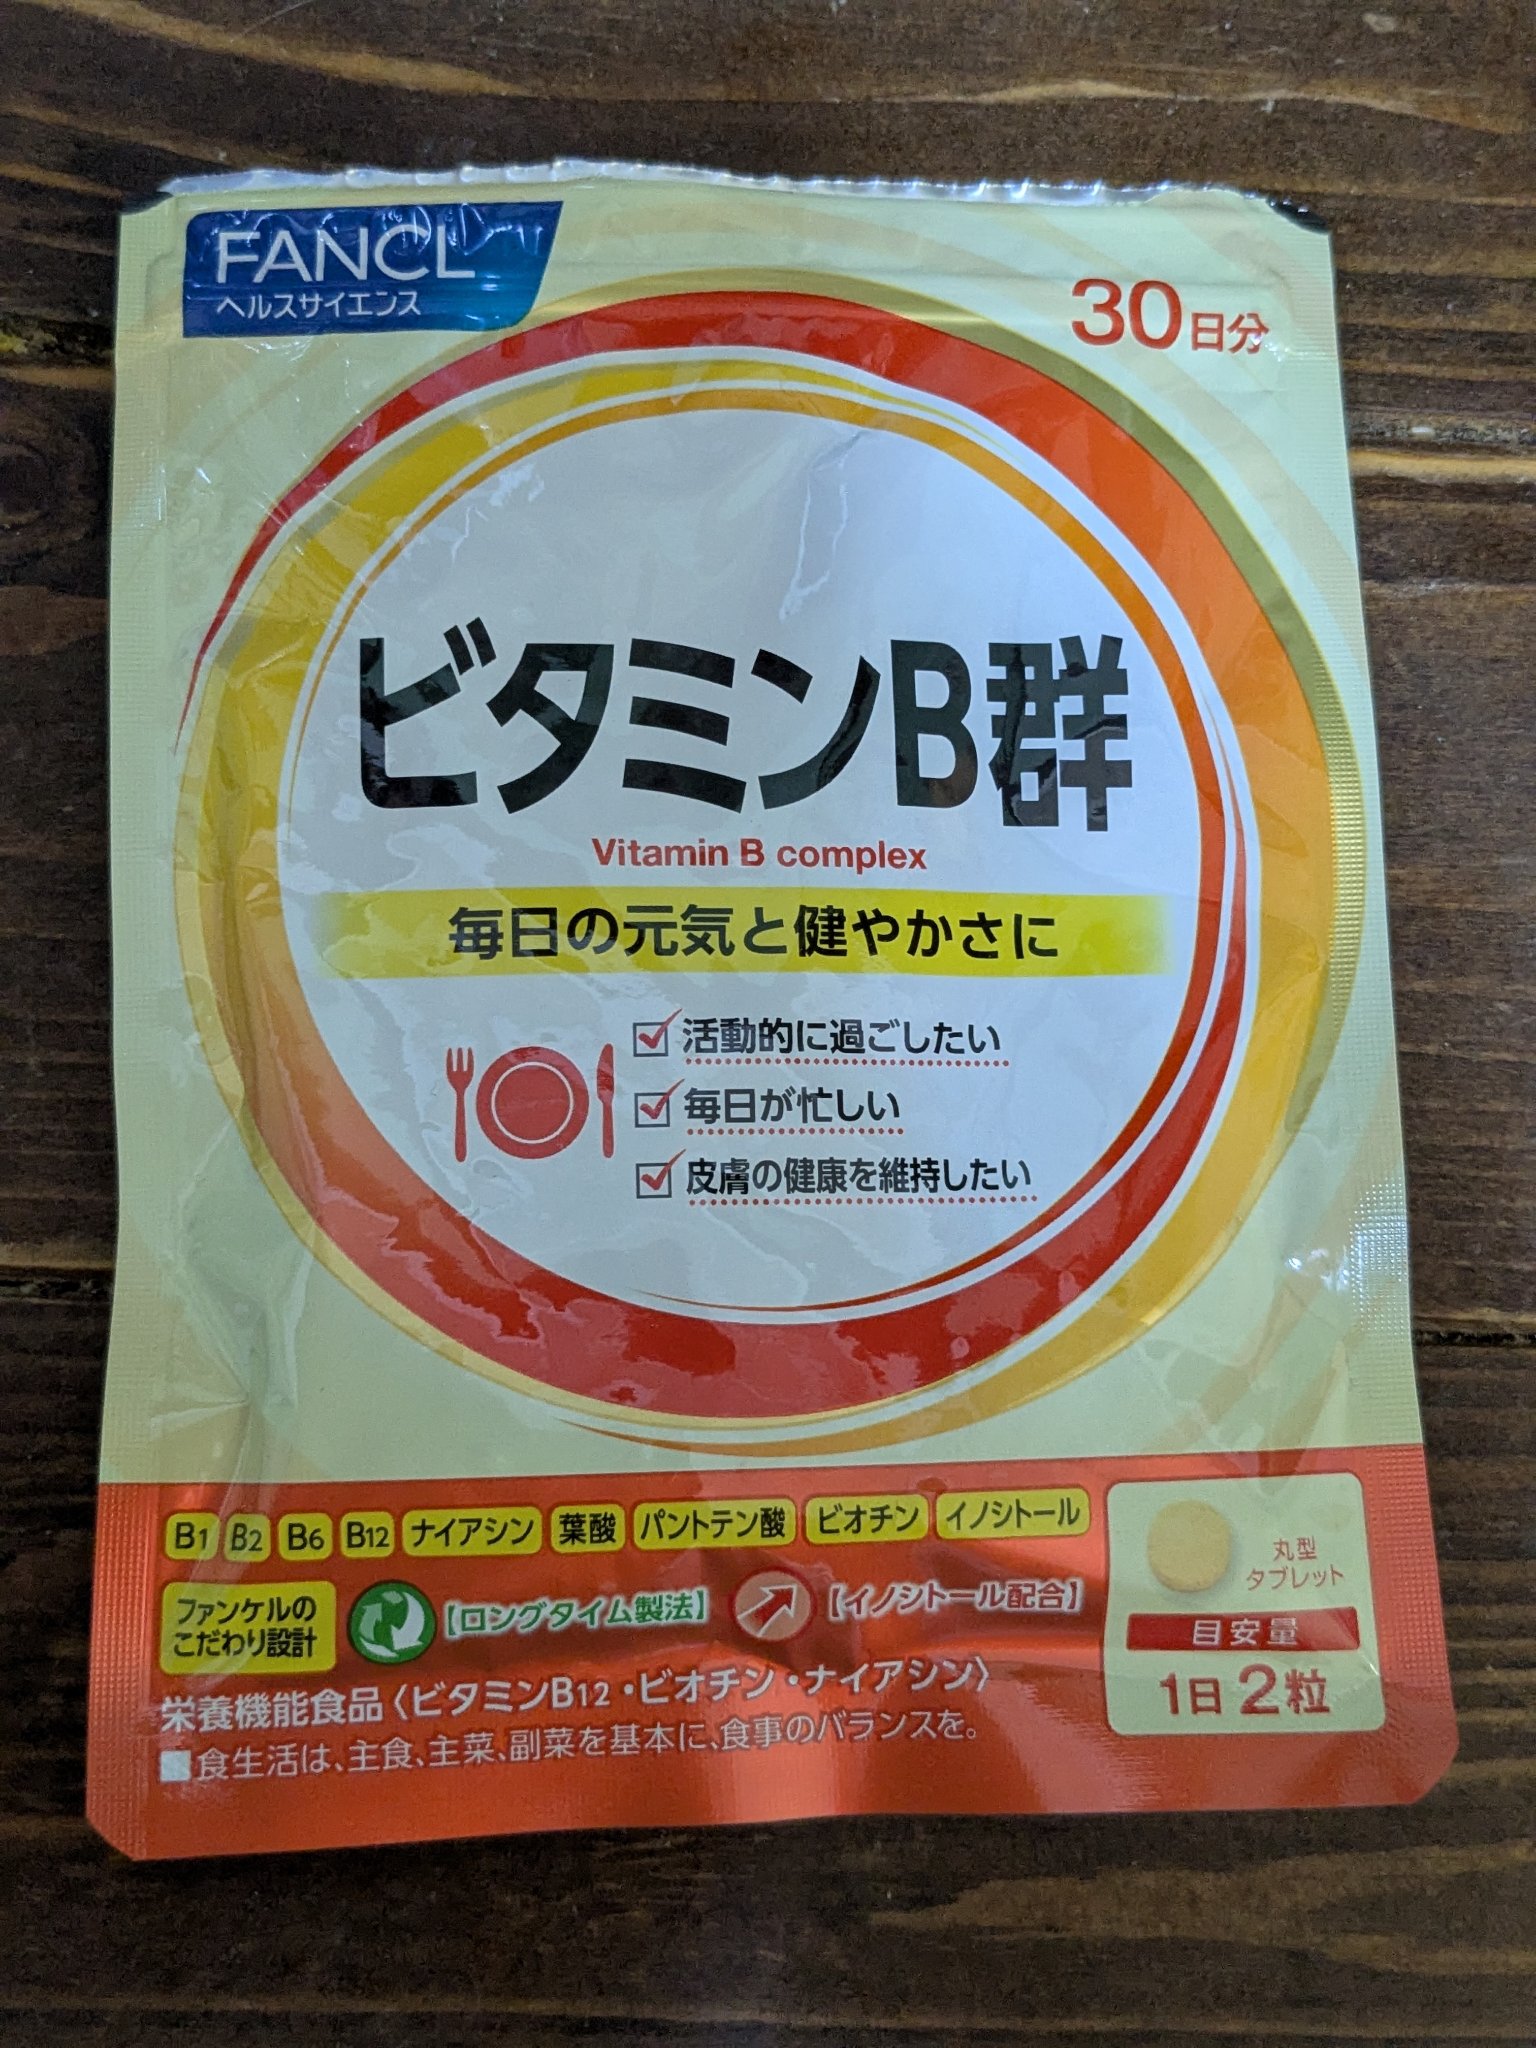 FANCL
ヘルスサイエンス
30日分
ビタミンB群
Vitamin B complex
毎日の元気と健やかさに
活動的に過ごしたい
毎日が忙しい
皮膚の健康を維持したい
B1 B2 B6 B12 ナイアシン 葉酸 パントテン酸 ビオチン イノシトール
丸型
タブレット
目安量
1日2粒
ファンケルの
こだわり設計
【ロングタイム製法】 【イノシトール配合】
栄養機能食品〈ビタミンB12・ビオチン・ナイアシン〉
■食生活は、主食、主菜、副菜を基本に、食事のバランスを。